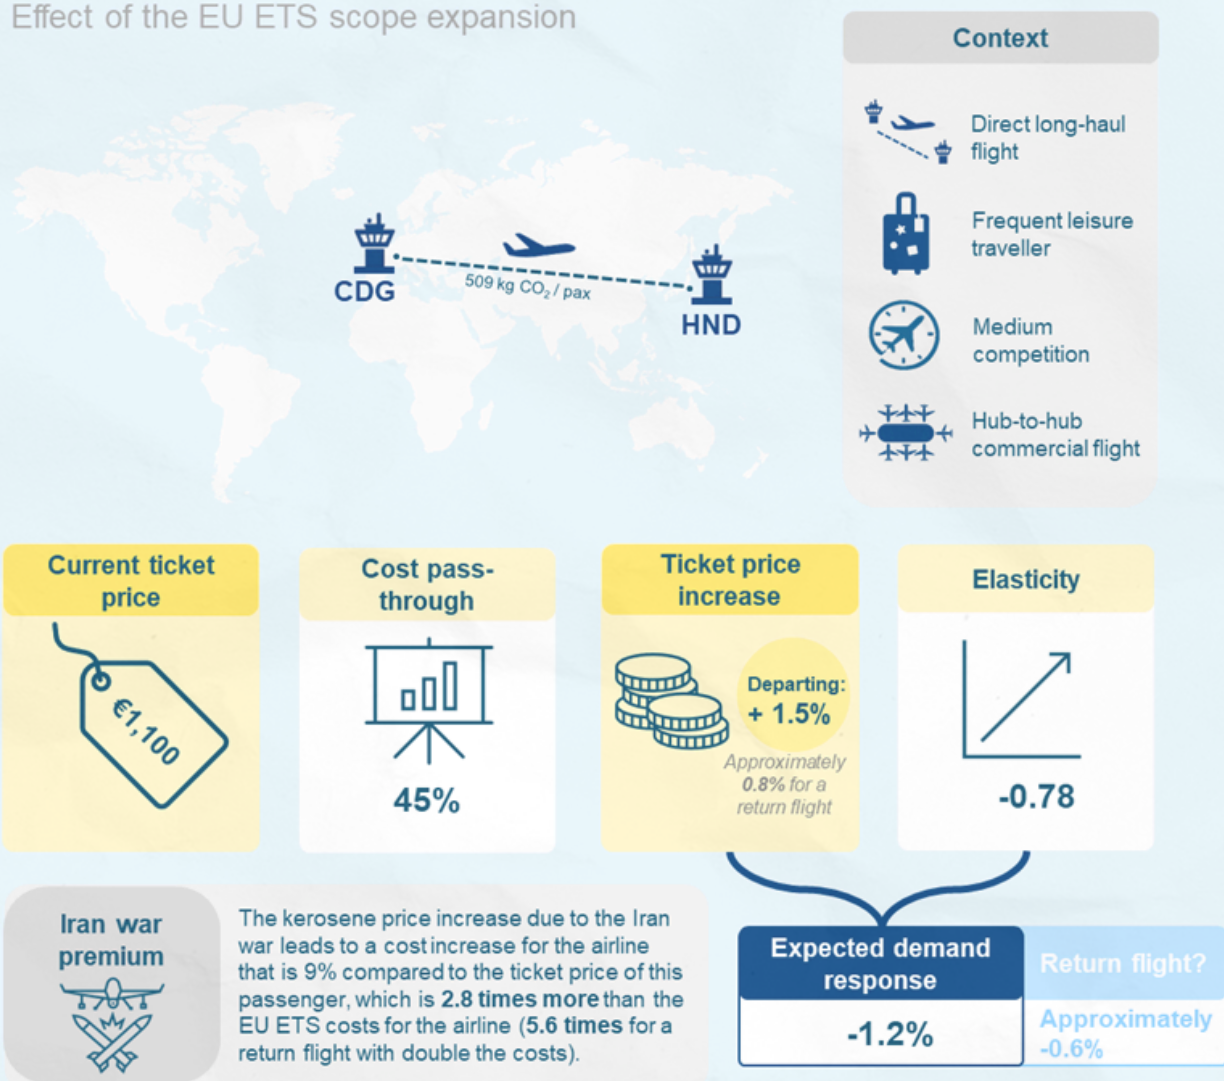 Effect of the EU ETS scope expansion
Context
Direct long-haul
flight
Frequent leisure
traveller
Medium
competition
Hub-to-hub
commercial flight
CDG
509 kg CO₂ / pax
HND
Current ticket
price
€1,100
Cost pass-
through
45%
Ticket price
increase
Departing:
+ 1.5%
Approximately
0.8% for a
return flight
Elasticity
-0.78
Iran war
premium
The kerosene price increase due to the Iran
war leads to a cost increase for the airline
that is 9% compared to the ticket price of this
passenger, which is 2.8 times more than the
EU ETS costs for the airline (5.6 times for a
return flight with double the costs).
Expected demand
response
-1.2%
Return flight?
Approximately
-0.6%